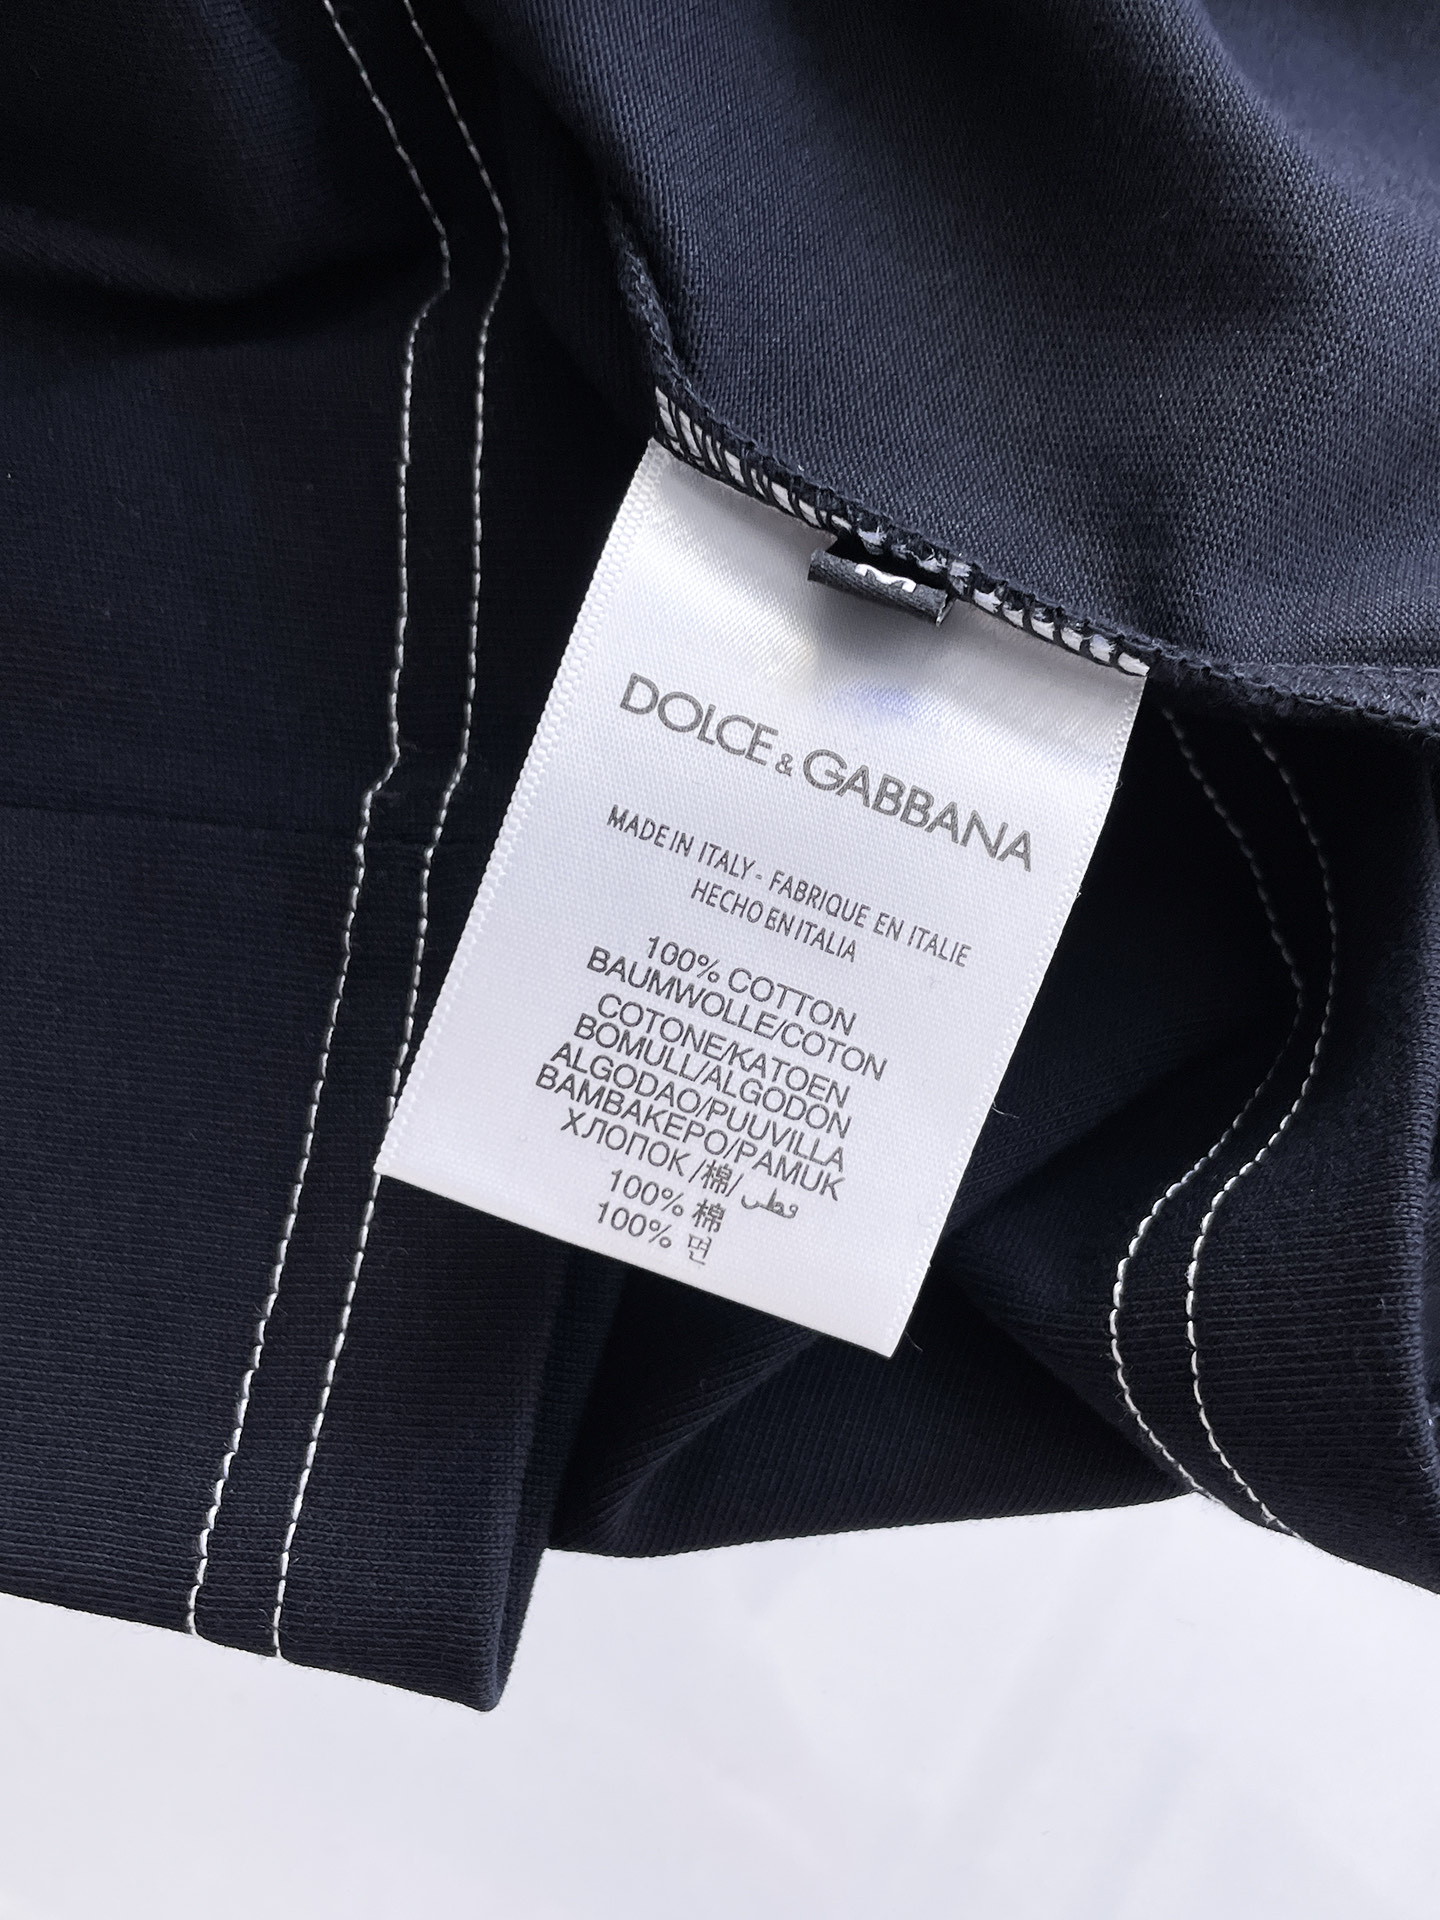 M
DOLCE & GABBANA
MADE IN ITALY - FABRIQUE EN ITALIE
HECHO EN ITALIA
100% COTTON
BAUMWOLLE/COTON
COTONE/KATOEN
BOMULL/ALGODON
ALGODAO/PUUVILLA
BAMBAKEPO/PAMUK
ХЛОПОК /棉/ قطن
100% 棉
100% 면